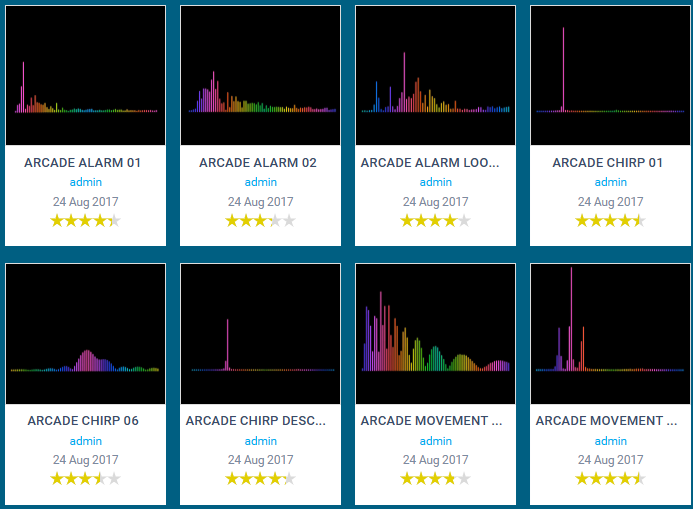 ARCADE ALARM 01
admin
24 Aug 2017
ARCADE ALARM 02
admin
24 Aug 2017
ARCADE ALARM LOO...
admin
24 Aug 2017
ARCADE CHIRP 01
admin
24 Aug 2017
ARCADE CHIRP 06
admin
24 Aug 2017
ARCADE CHIRP DESC...
admin
24 Aug 2017
ARCADE MOVEMENT ...
admin
24 Aug 2017
ARCADE MOVEMENT ...
admin
24 Aug 2017